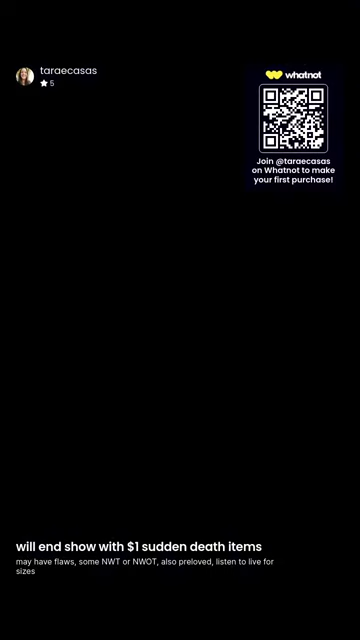 taraecasas
5
whatnot
Join @taraecasas
on Whatnot to make
your first purchase!
will end show with $1 sudden death items
may have flaws, some NWT or NWOT, also preloved, listen to live for
sizes